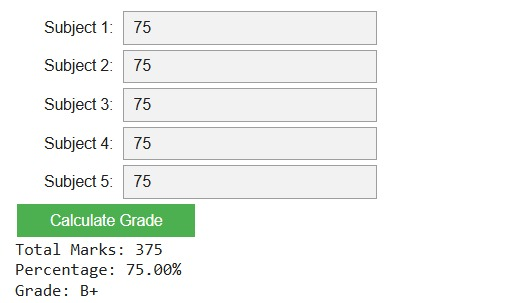 Subject 1: 75
Subject 2: 75
Subject 3: 75
Subject 4: 75
Subject 5: 75
Calculate Grade
Total Marks: 375
Percentage: 75.00%
Grade: B+